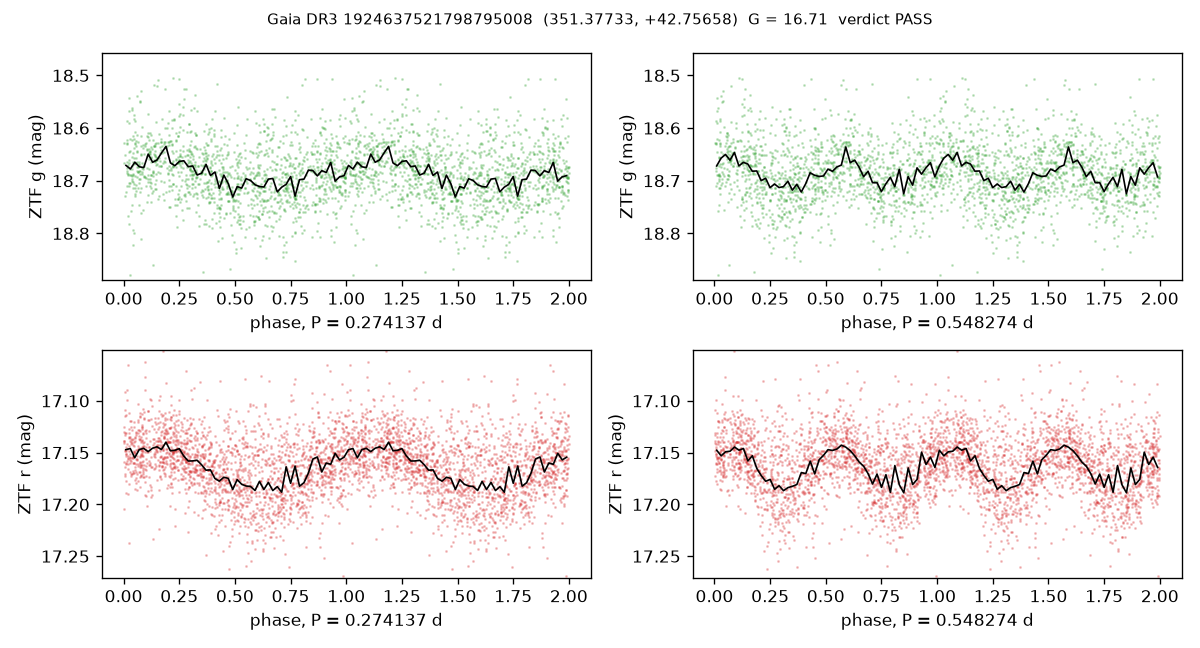 Gaia DR3 1924637521798795008  (351.37733, +42.75658)  G = 16.71  verdict PASS
ZTF g (mag)
18.5
18.6
18.7
18.8
0.00 0.25 0.50 0.75 1.00 1.25 1.50 1.75 2.00
phase, P = 0.274137 d
ZTF g (mag)
18.5
18.6
18.7
18.8
0.00 0.25 0.50 0.75 1.00 1.25 1.50 1.75 2.00
phase, P = 0.548274 d
ZTF r (mag)
17.10
17.15
17.20
17.25
0.00 0.25 0.50 0.75 1.00 1.25 1.50 1.75 2.00
phase, P = 0.274137 d
ZTF r (mag)
17.10
17.15
17.20
17.25
0.00 0.25 0.50 0.75 1.00 1.25 1.50 1.75 2.00
phase, P = 0.548274 d